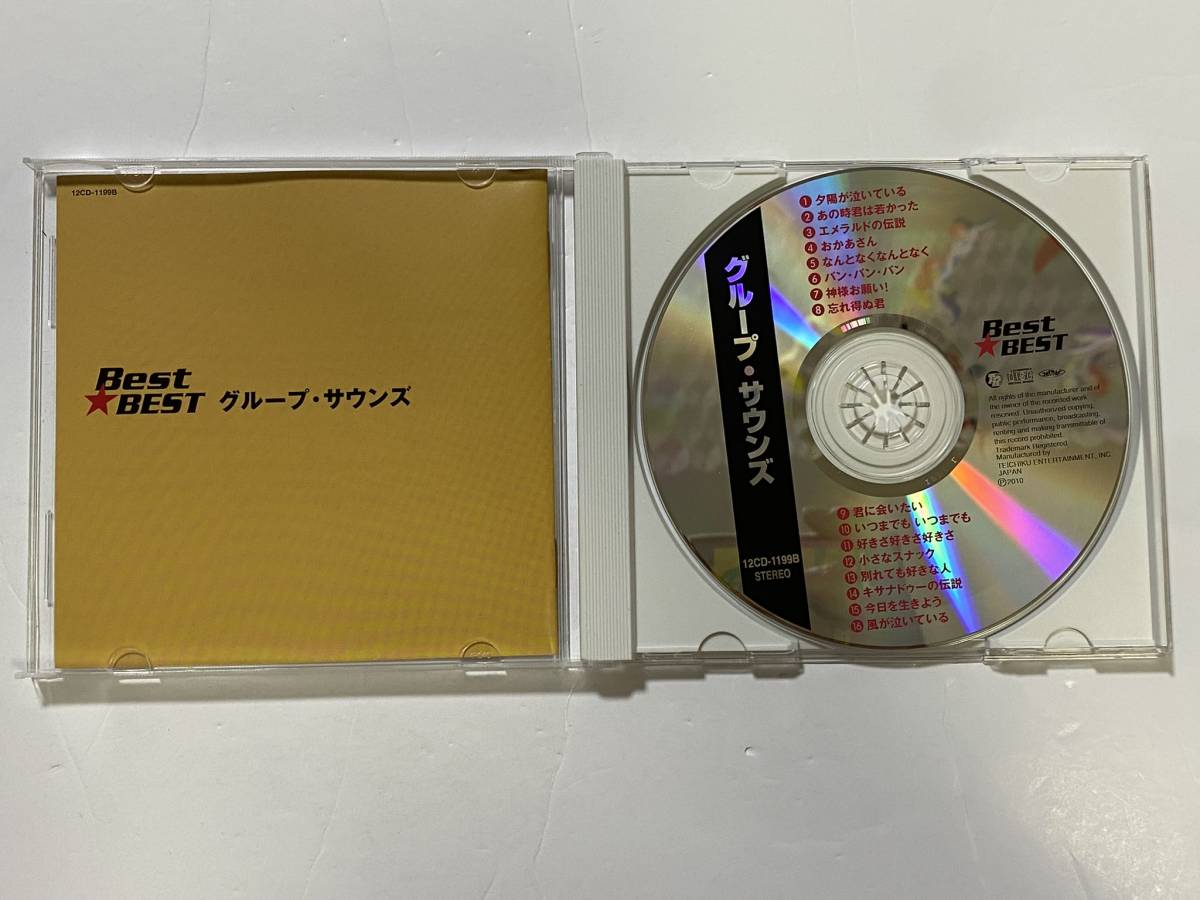 12CD-1199B
Best
★BEST グループ・サウンズ
グループ・サウンズ
12CD-1199B
STEREO
1 夕陽が泣いている
2 あの時君は若かった
3 エメラルドの伝説
4 おかあさん
5 なんとなくなんとなく
6 バン・バン・バン
7 神様お願い!
8 忘れ得ぬ君
Best
★BEST
All rights of the manufacturer and of
the owner of the recorded work
reserved. Unauthorized copying,
public performance, broadcasting,
renting and making transmittable of
this record prohibited.
Trademark Registered.
Manufactured by
TEICHIKU ENTERTAINMENT, INC.
JAPAN
℗2010
9 君に会いたい
10 いつまでも いつまでも
11 好きさ好きさ好きさ
12 小さなスナック
13 別れても好きな人
14 キサナドゥーの伝説
15 今日を生きよう
16 風が泣いている